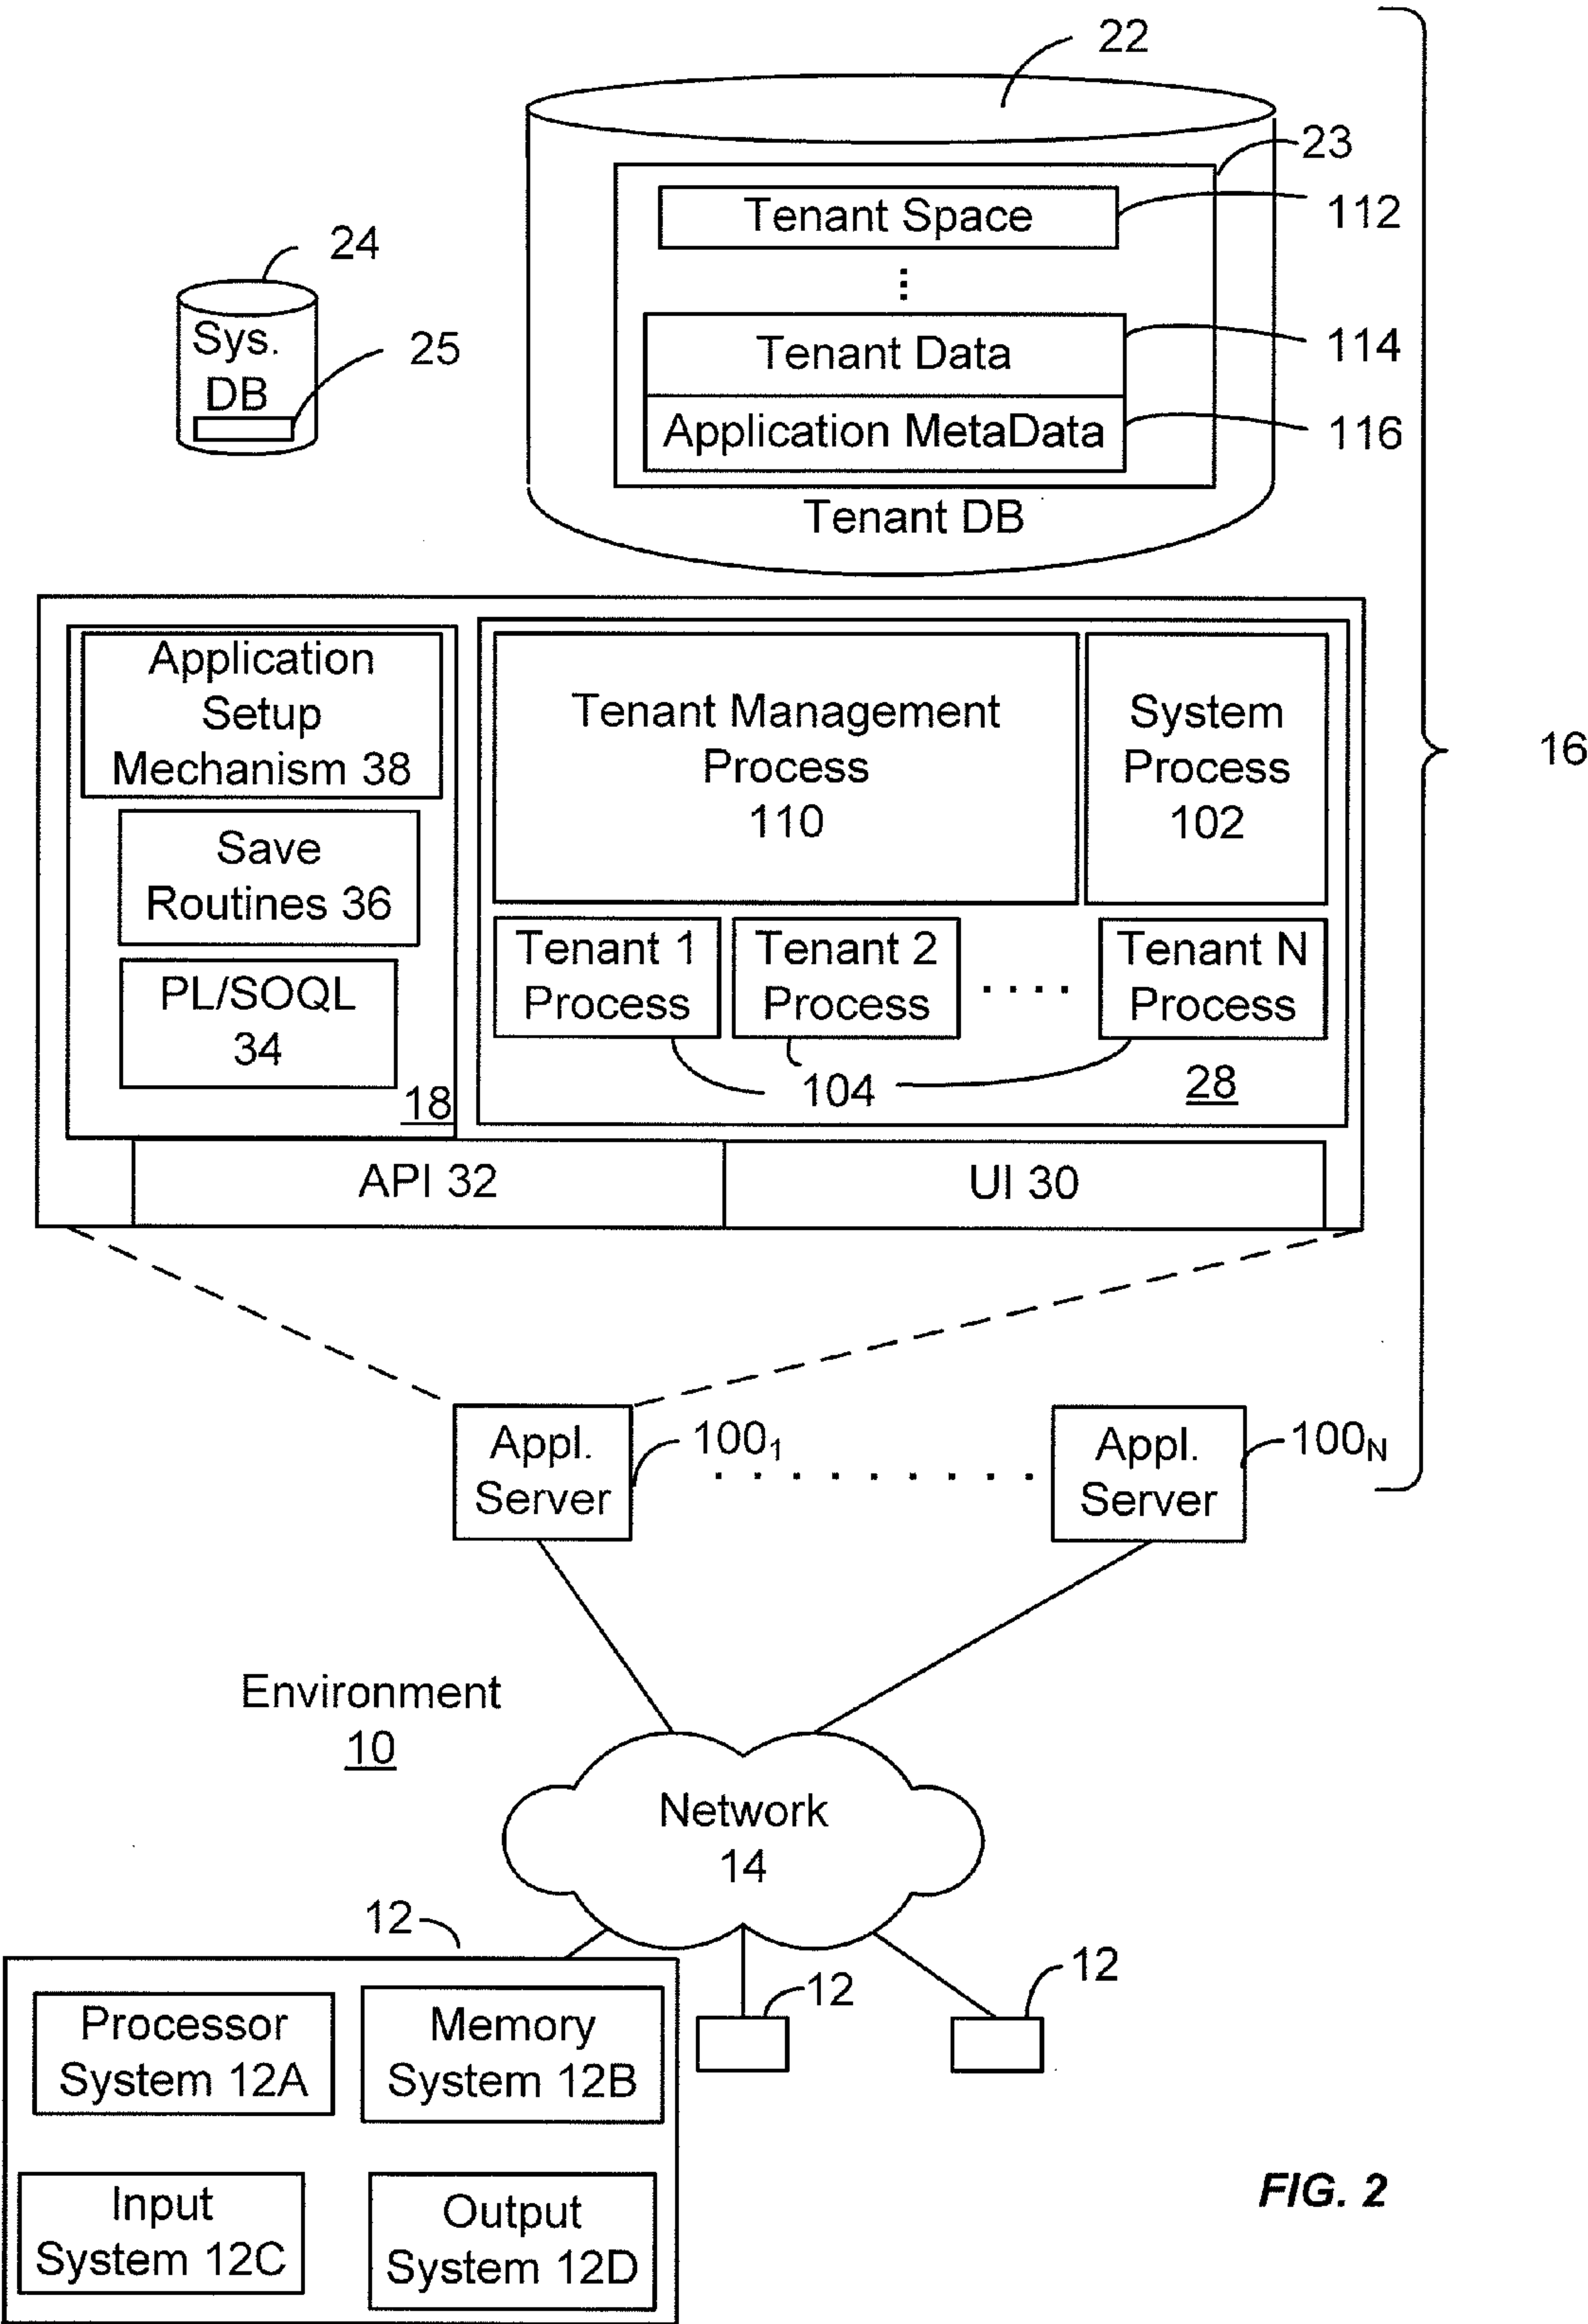 22
23
Tenant Space
112
24
Sys.
DB
25
Tenant Data
114
Application MetaData
116
Tenant DB
16
Application
Setup
Mechanism 38
Tenant Management
Process
110
System
Process
102
Save
Routines 36
PL/SOQL
34
18
Tenant 1
Process
Tenant 2
Process
....
Tenant N
Process
104
28
API 32
UI 30
Appl.
Server
100₁
Appl.
Server
100N
Environment
10
Network
14
12
12
12
Processor
System 12A
Memory
System 12B
Input
System 12C
Output
System 12D
FIG. 2